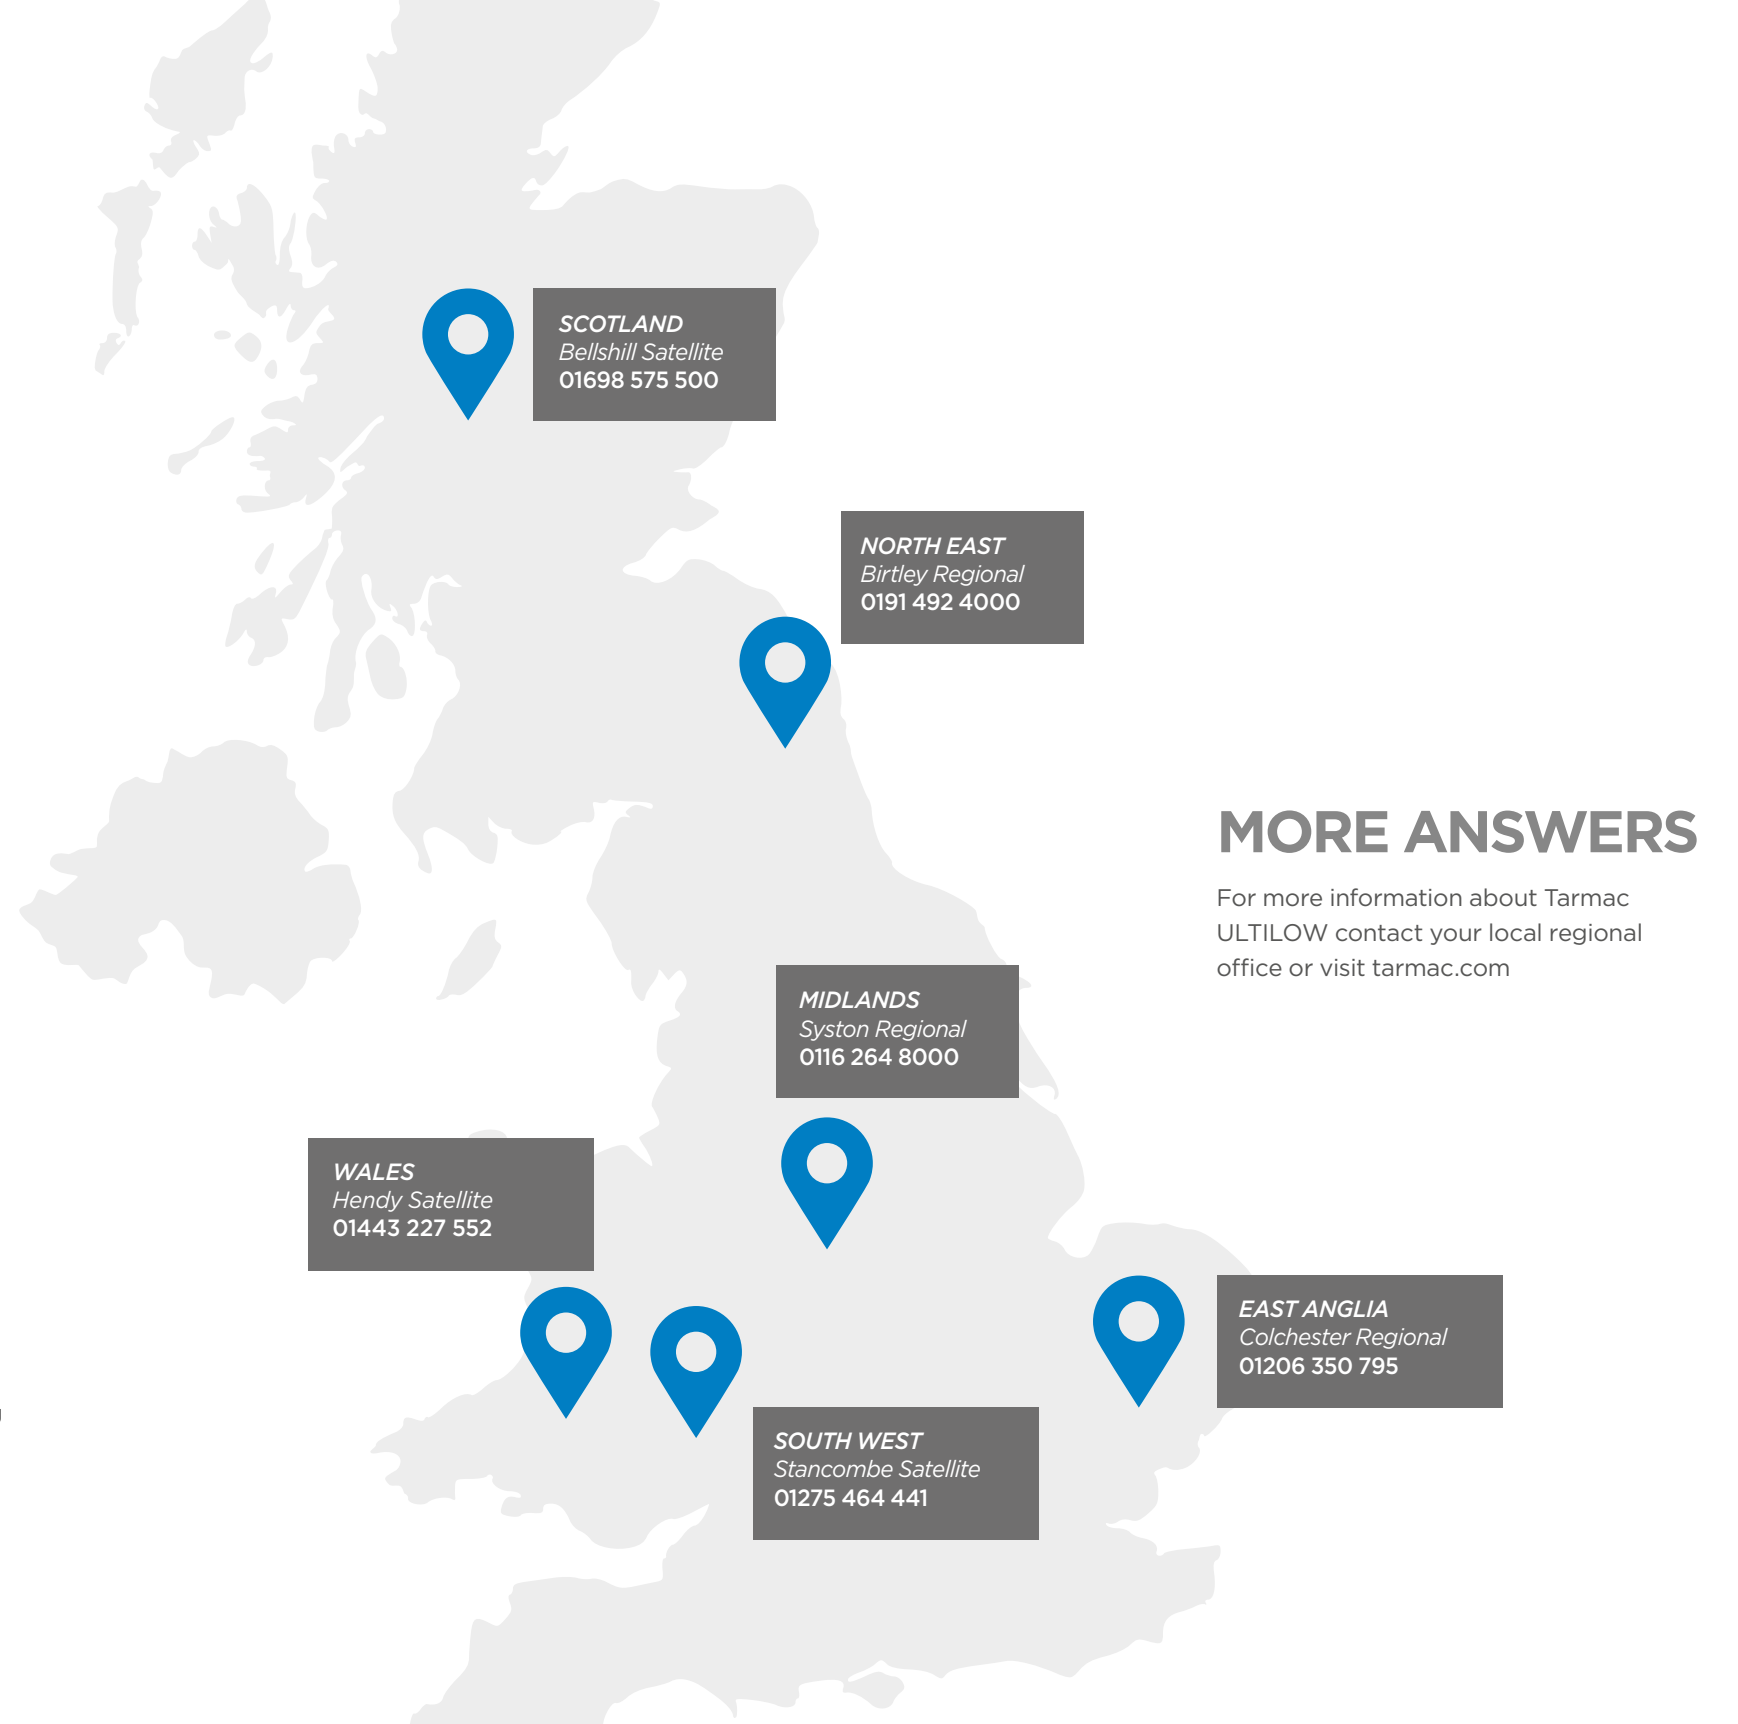 SCOTLAND
Bellshill Satellite
01698 575 500
NORTH EAST
Birtley Regional
0191 492 4000
MORE ANSWERS
For more information about Tarmac
ULTILOW contact your local regional
office or visit tarmac.com
MIDLANDS
Syston Regional
0116 264 8000
WALES
Hendy Satellite
01443 227 552
EAST ANGLIA
Colchester Regional
01206 350 795
SOUTH WEST
Stancombe Satellite
01275 464 441